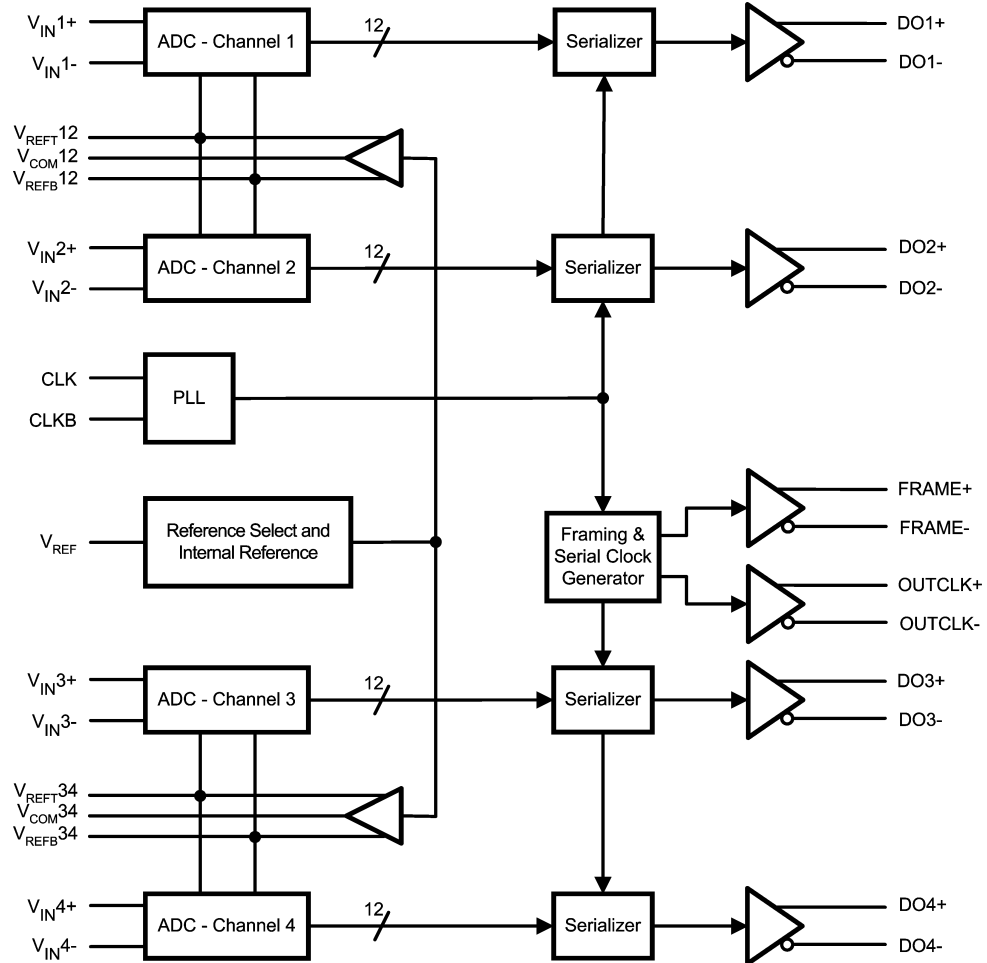 VIN1+
VIN1-
ADC - Channel 1
12
Serializer
DO1+
DO1-
VREFT12
VCOM12
VREFB12
VIN2+
VIN2-
ADC - Channel 2
12
Serializer
DO2+
DO2-
CLK
CLKB
PLL
VREF
Reference Select and
Internal Reference
Framing &
Serial Clock
Generator
FRAME+
FRAME-
OUTCLK+
OUTCLK-
VIN3+
VIN3-
ADC - Channel 3
12
Serializer
DO3+
DO3-
VREFT34
VCOM34
VREFB34
VIN4+
VIN4-
ADC - Channel 4
12
Serializer
DO4+
DO4-